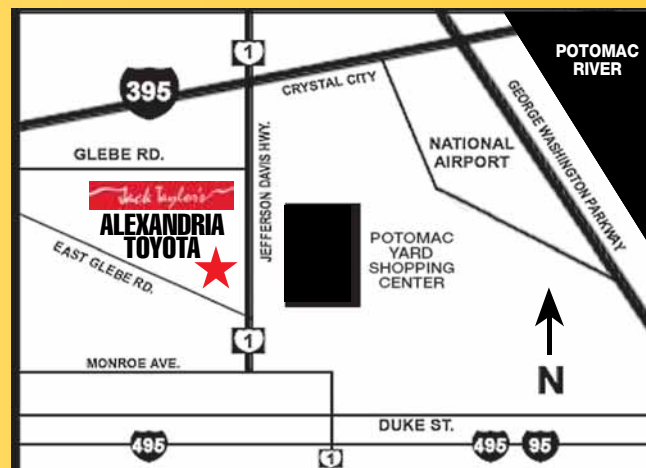 1
POTOMAC
RIVER
395
CRYSTAL CITY
GEORGE WASHINGTON PARKWAY
GLEBE RD.
JEFFERSON DAVIS HWY.
NATIONAL
AIRPORT
Jack Taylor's
ALEXANDRIA
TOYOTA
EAST GLEBE RD.
POTOMAC
YARD
SHOPPING
CENTER
1
MONROE AVE.
N
DUKE ST.
495
1
495
95